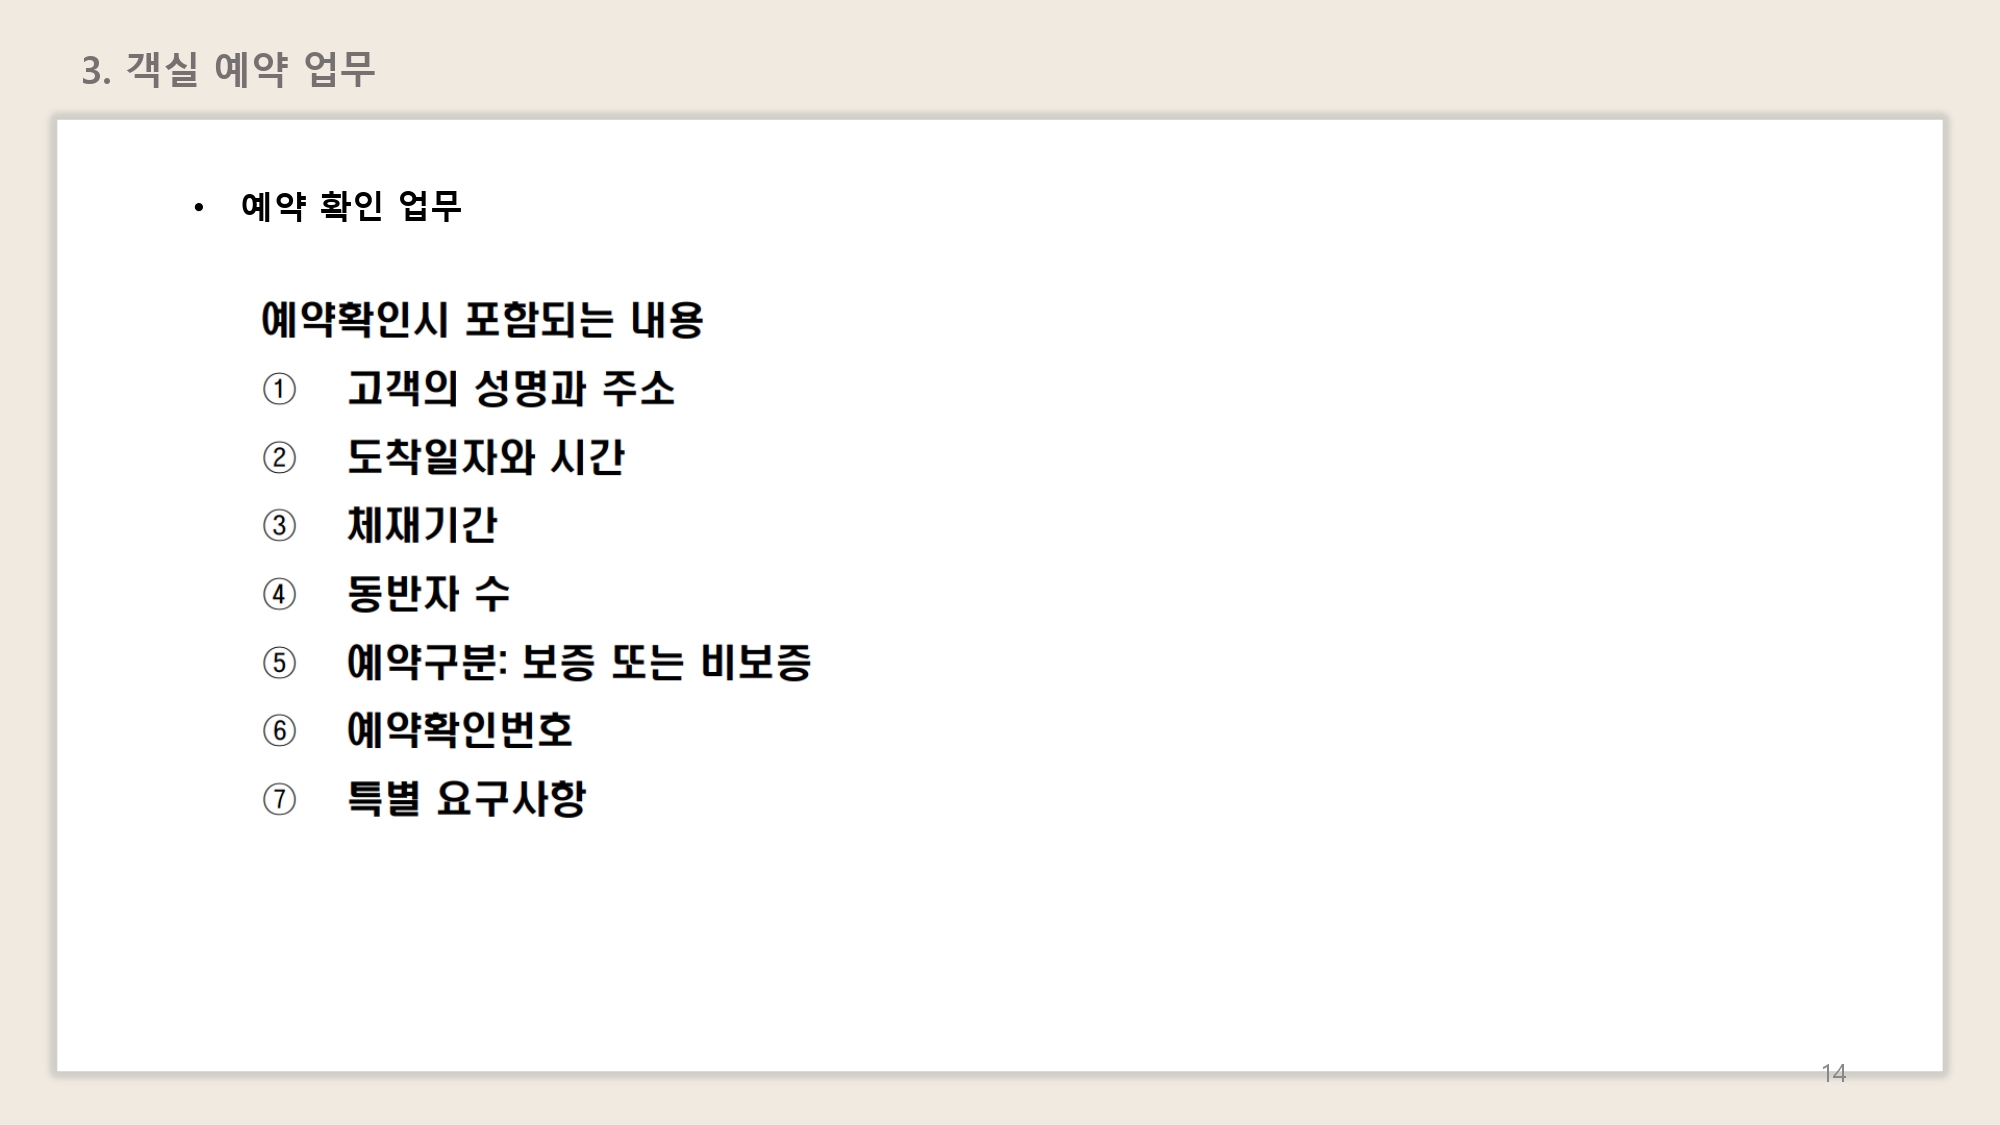 3. 객실 예약 업무
• 예약 확인 업무
예약확인시 포함되는 내용
① 고객의 성명과 주소
② 도착일자와 시간
③ 체재기간
④ 동반자 수
⑤ 예약구분: 보증 또는 비보증
⑥ 예약확인번호
⑦ 특별 요구사항
14